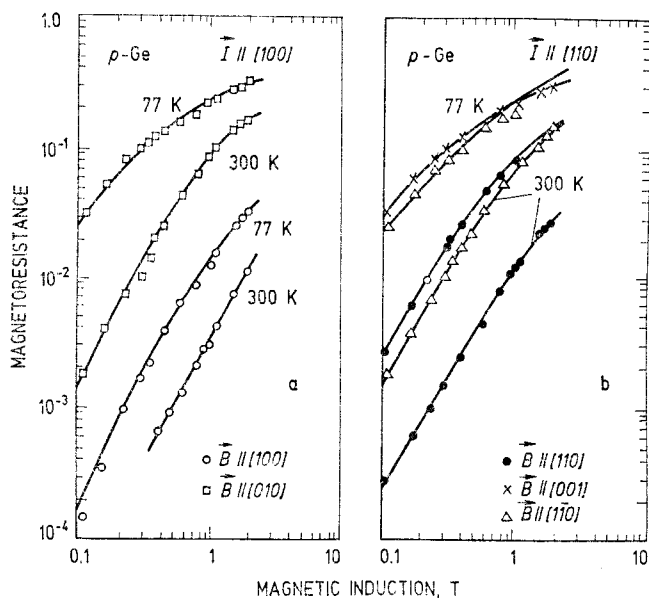 p-Ge I || [100]
77 K
300 K
77 K
300 K
a
B || [100]
B || [010]
p-Ge I || [110]
77 K
300 K
b
B || [110]
B || [001]
B || [11̄0]
MAGNETORESISTANCE
1.0
10⁻¹
10⁻²
10⁻³
10⁻⁴
0.1 1 10 0.1 1 10
MAGNETIC INDUCTION, T